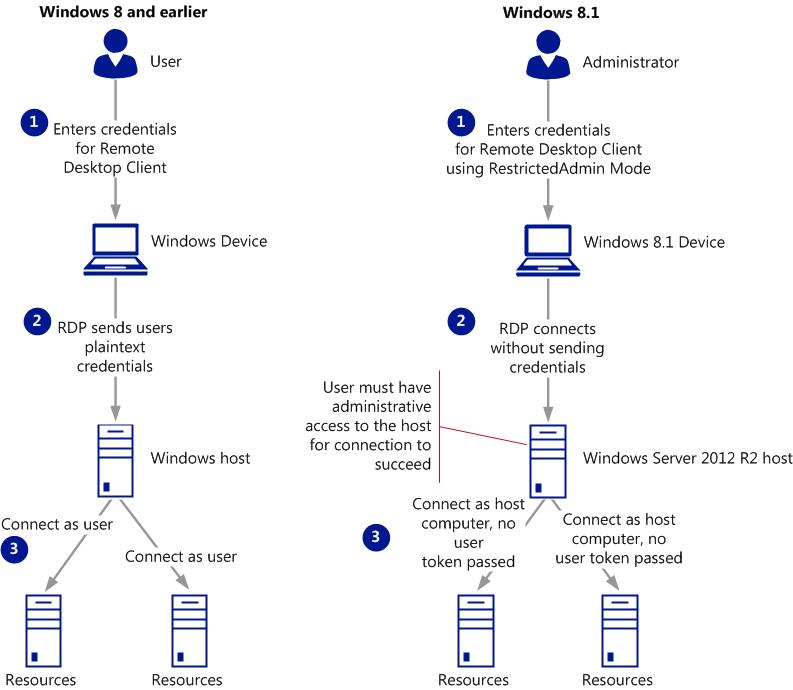 Windows 8 and earlier
User
1
Enters credentials
for Remote
Desktop Client
Windows Device
2
RDP sends users
plaintext
credentials
Windows host
Connect as user
3
Connect as user
Resources
Resources
Windows 8.1
Administrator
1
Enters credentials
for Remote Desktop Client
using RestrictedAdmin Mode
Windows 8.1 Device
2
RDP connects
without sending
credentials
User must have
administrative
access to the host
for connection to
succeed
Windows Server 2012 R2 host
3
Connect as host
computer, no
user
token passed
Connect as host
computer, no
user token passed
Resources
Resources